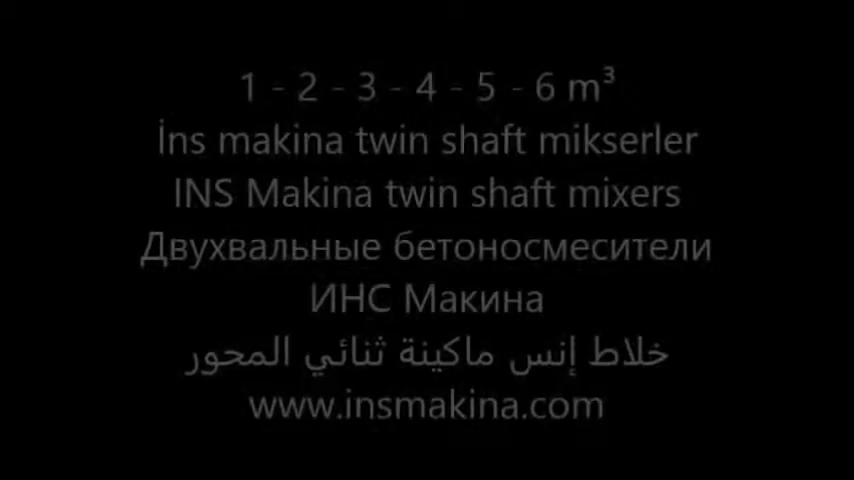 1 - 2 - 3 - 4 - 5 - 6 m³
İns makina twin shaft mikserler
INS Makina twin shaft mixers
Двухвальные бетоносмесители
ИНС Макина
خلاط إنس ماكينة ثنائي المحور
www.insmakina.com